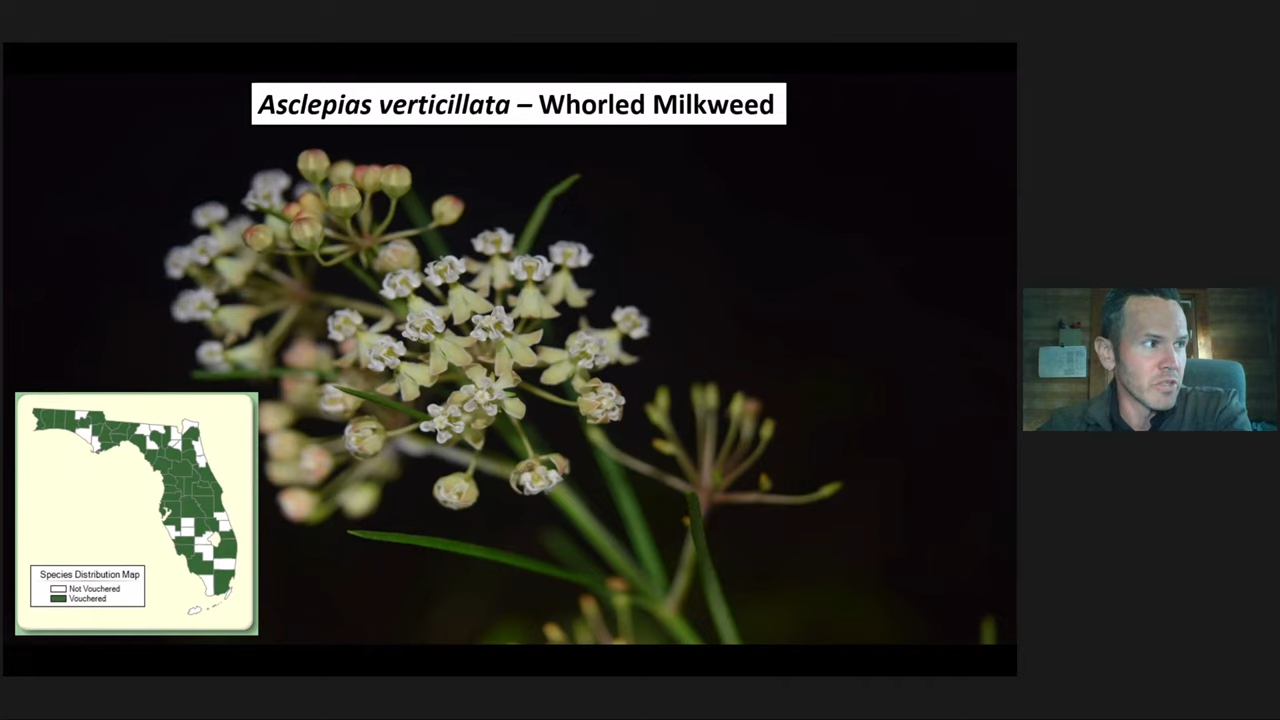 Asclepias verticillata – Whorled Milkweed
Species Distribution Map
Not Vouchered
Vouchered